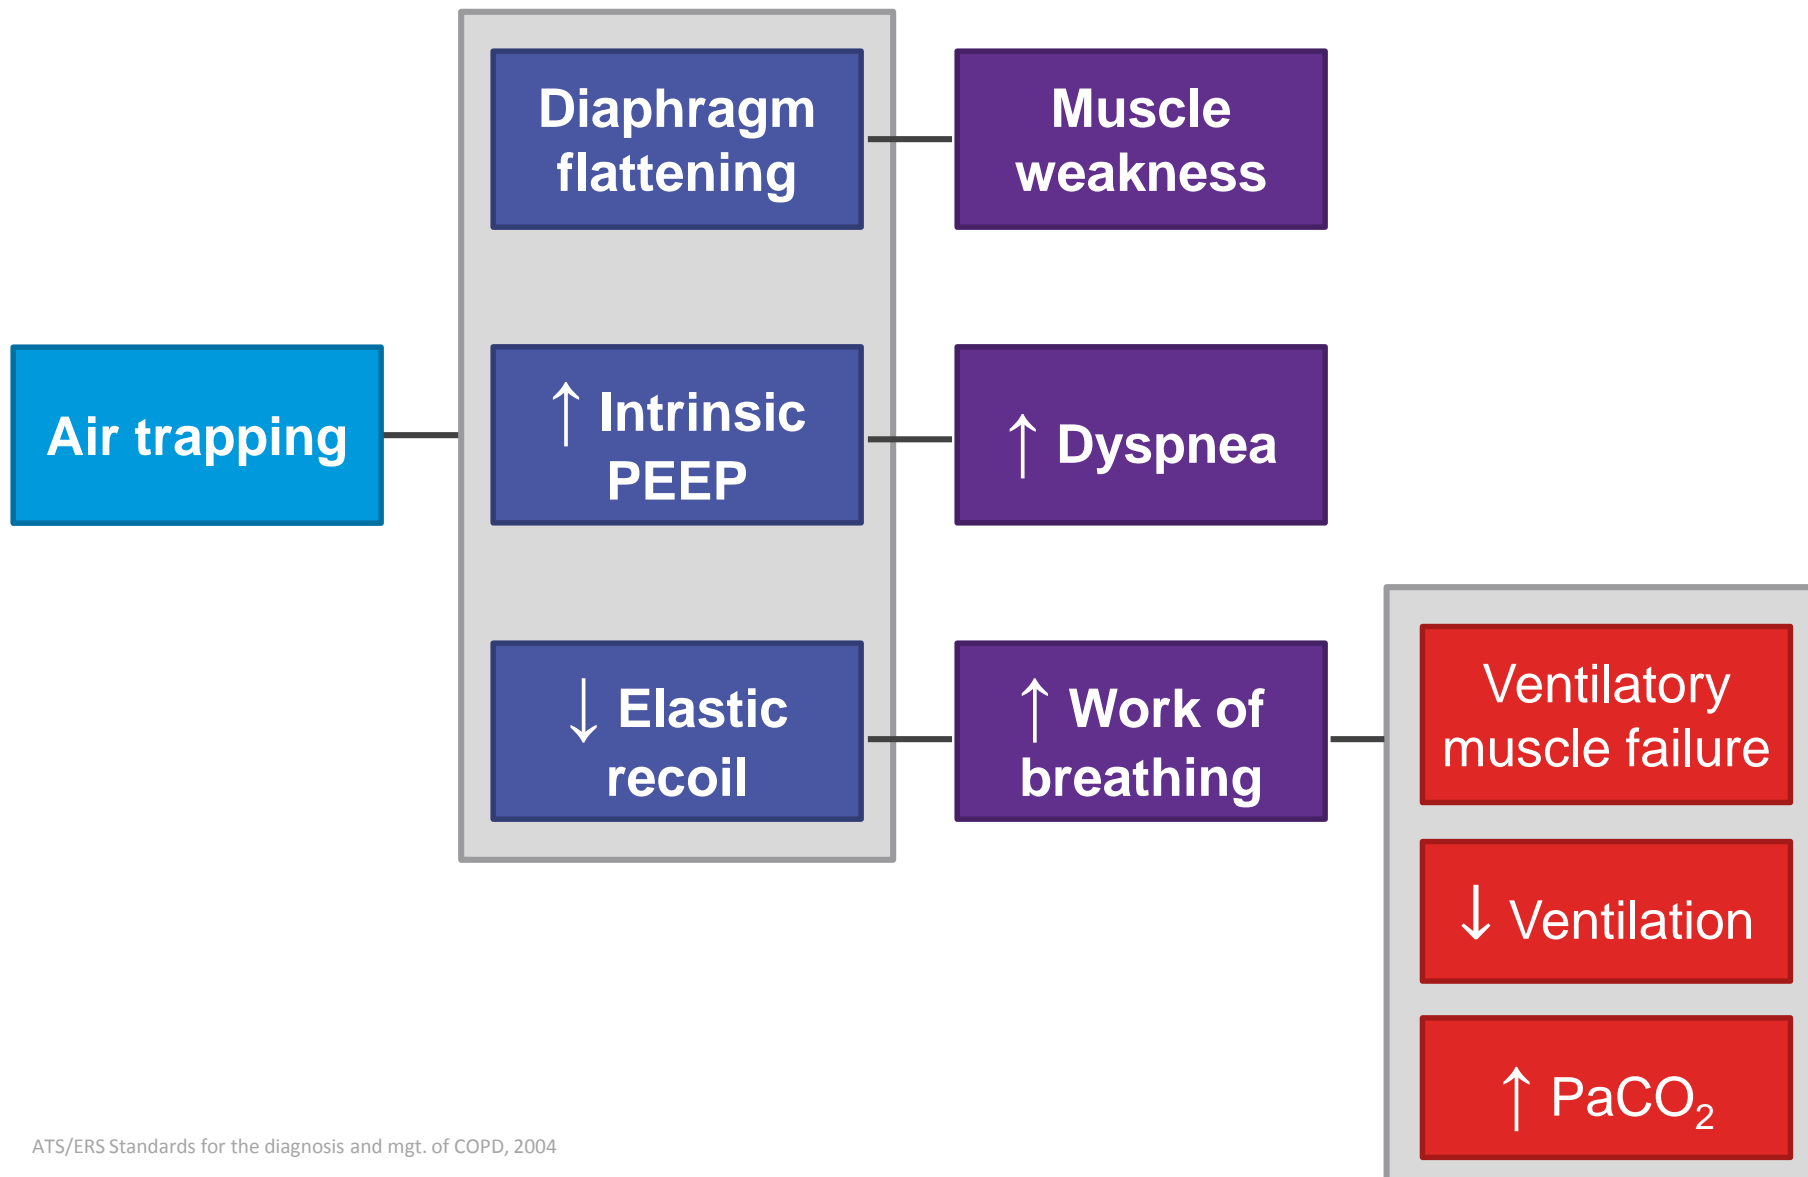 Diaphragm
flattening
Muscle
weakness
Air trapping
↑ Intrinsic
PEEP
↑ Dyspnea
↓ Elastic
recoil
↑ Work of
breathing
Ventilatory
muscle failure
↓ Ventilation
↑ PaCO₂
ATS/ERS Standards for the diagnosis and mgt. of COPD, 2004